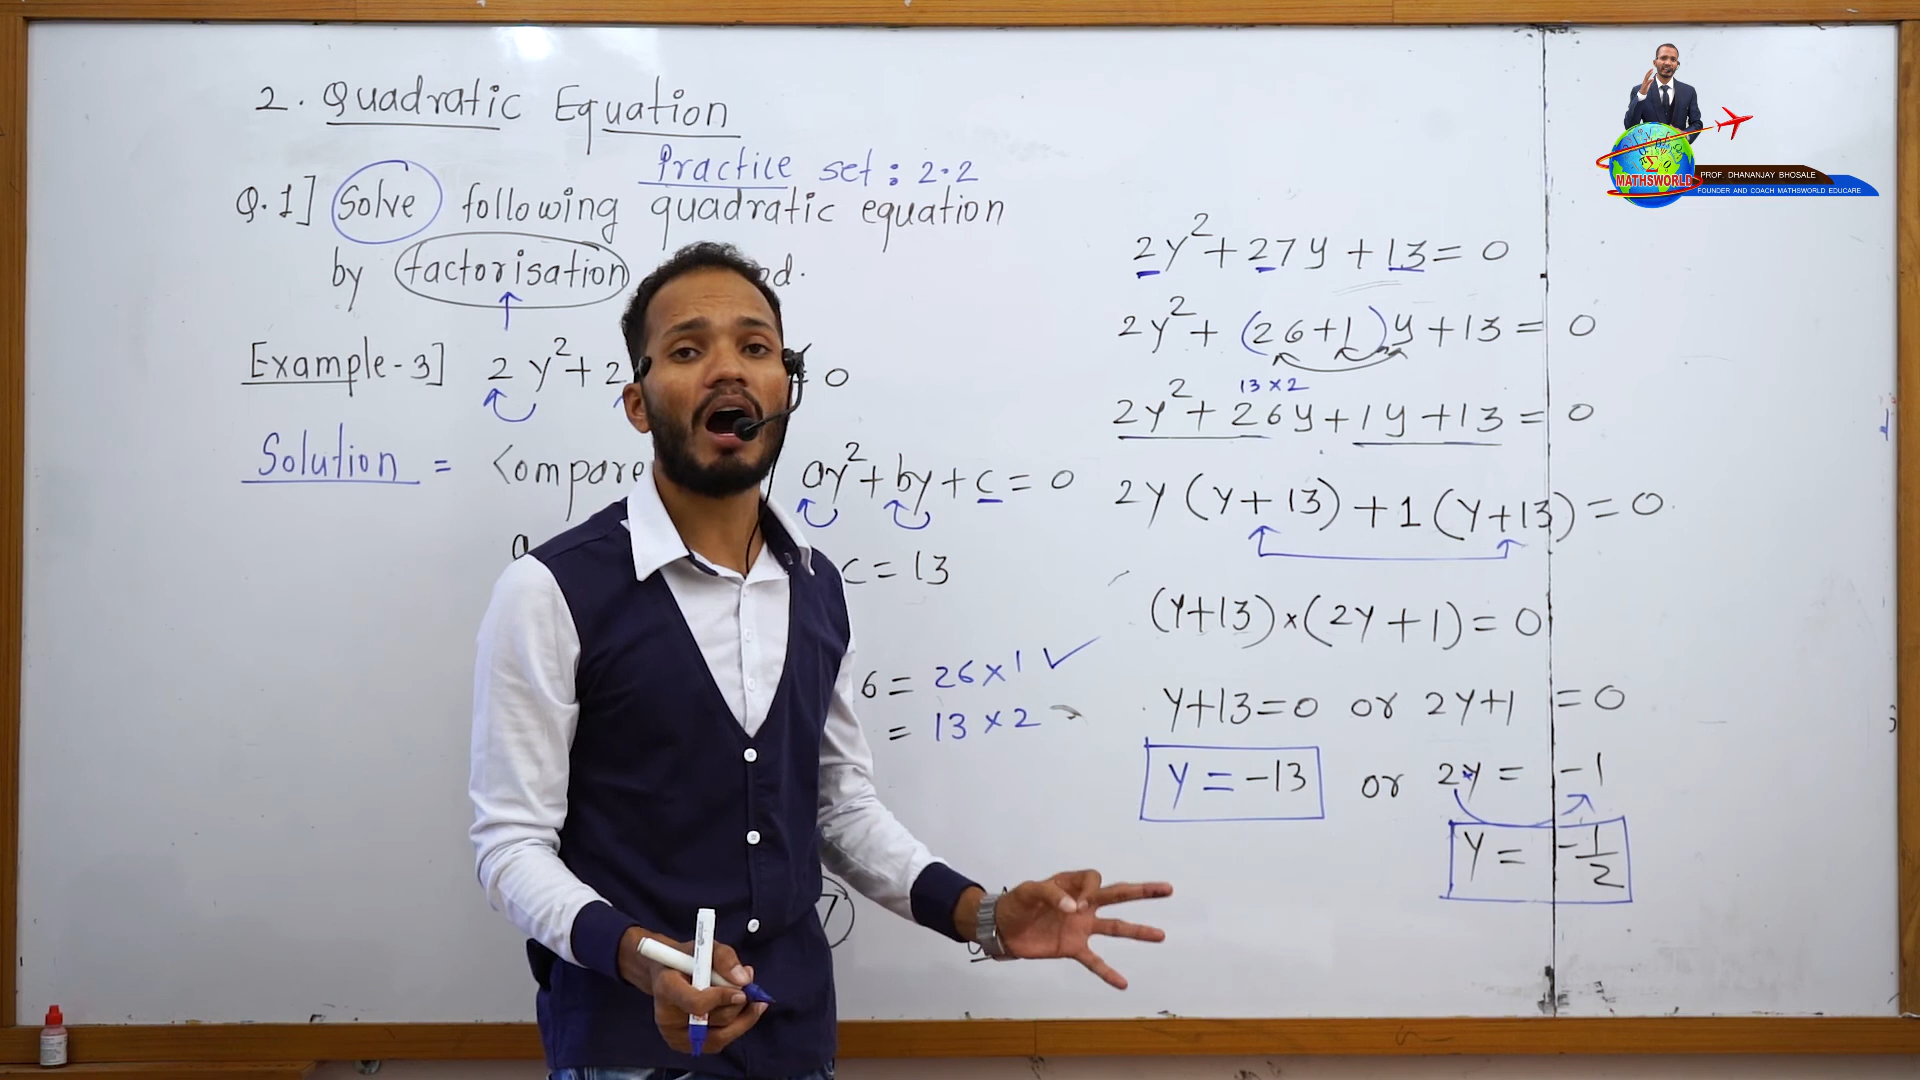 2. Quadratic Equation
Practice set : 2.2
Q.1] Solve following quadratic equation
by factorisation od.
Example-3] 2y² + 2 = 0
Solution = Compare ay² + by + c = 0
c = 13
6 = 26 × 1 ✓
= 13 × 2
7
2y² + 27y + 13 = 0
2y² + (26+1)y + 13 = 0
13 × 2
2y² + 26y + 1y + 13 = 0
2y (y + 13) + 1 (y + 13) = 0
(y+13) × (2y + 1) = 0
y+13=0 or 2y+1 = 0
y = -13 or 2y = -1
y = -1/2
MATHSWORLD
PROF. DHANANJAY BHOSALE
FOUNDER AND COACH MATHSWORLD EDUCARE